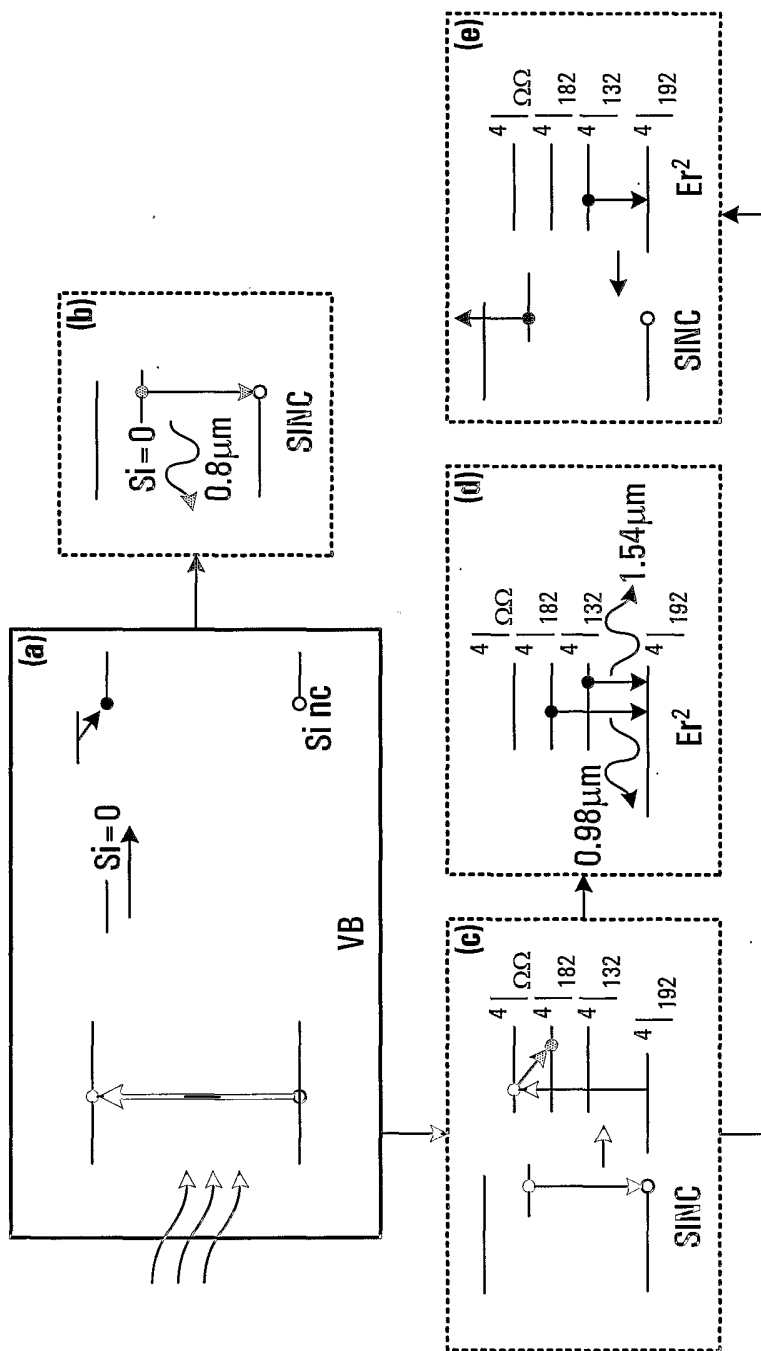 (a)
Si=0
VB
Si nc
(b)
Si=0
0.8µm
SINC
(c)
4|ΩΩ
4|182
4|132
4|192
SINC
(d)
4|ΩΩ
4|182
4|132
4|192
0.98µm
1.54µm
Er²
(e)
4|ΩΩ
4|182
4|132
4|192
SINC
Er²